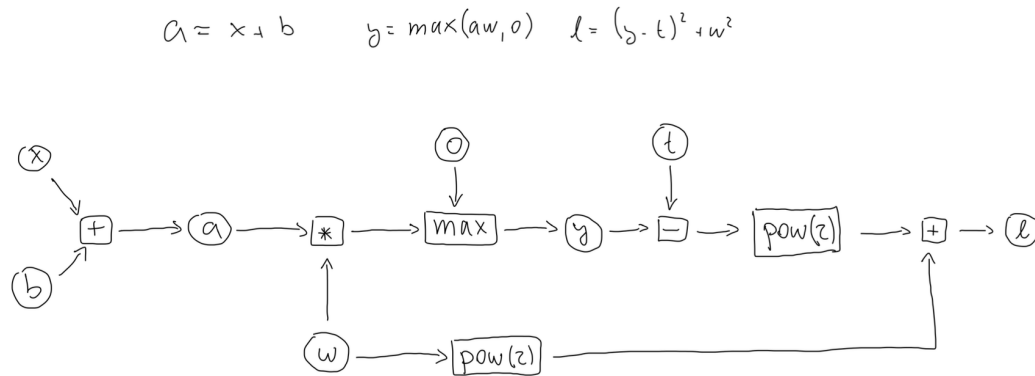 a = x + b y = max(aw, 0) l = (y - t)² + w²
x 0 t
+ a * max y - pow(2) + l
b
w pow(2)